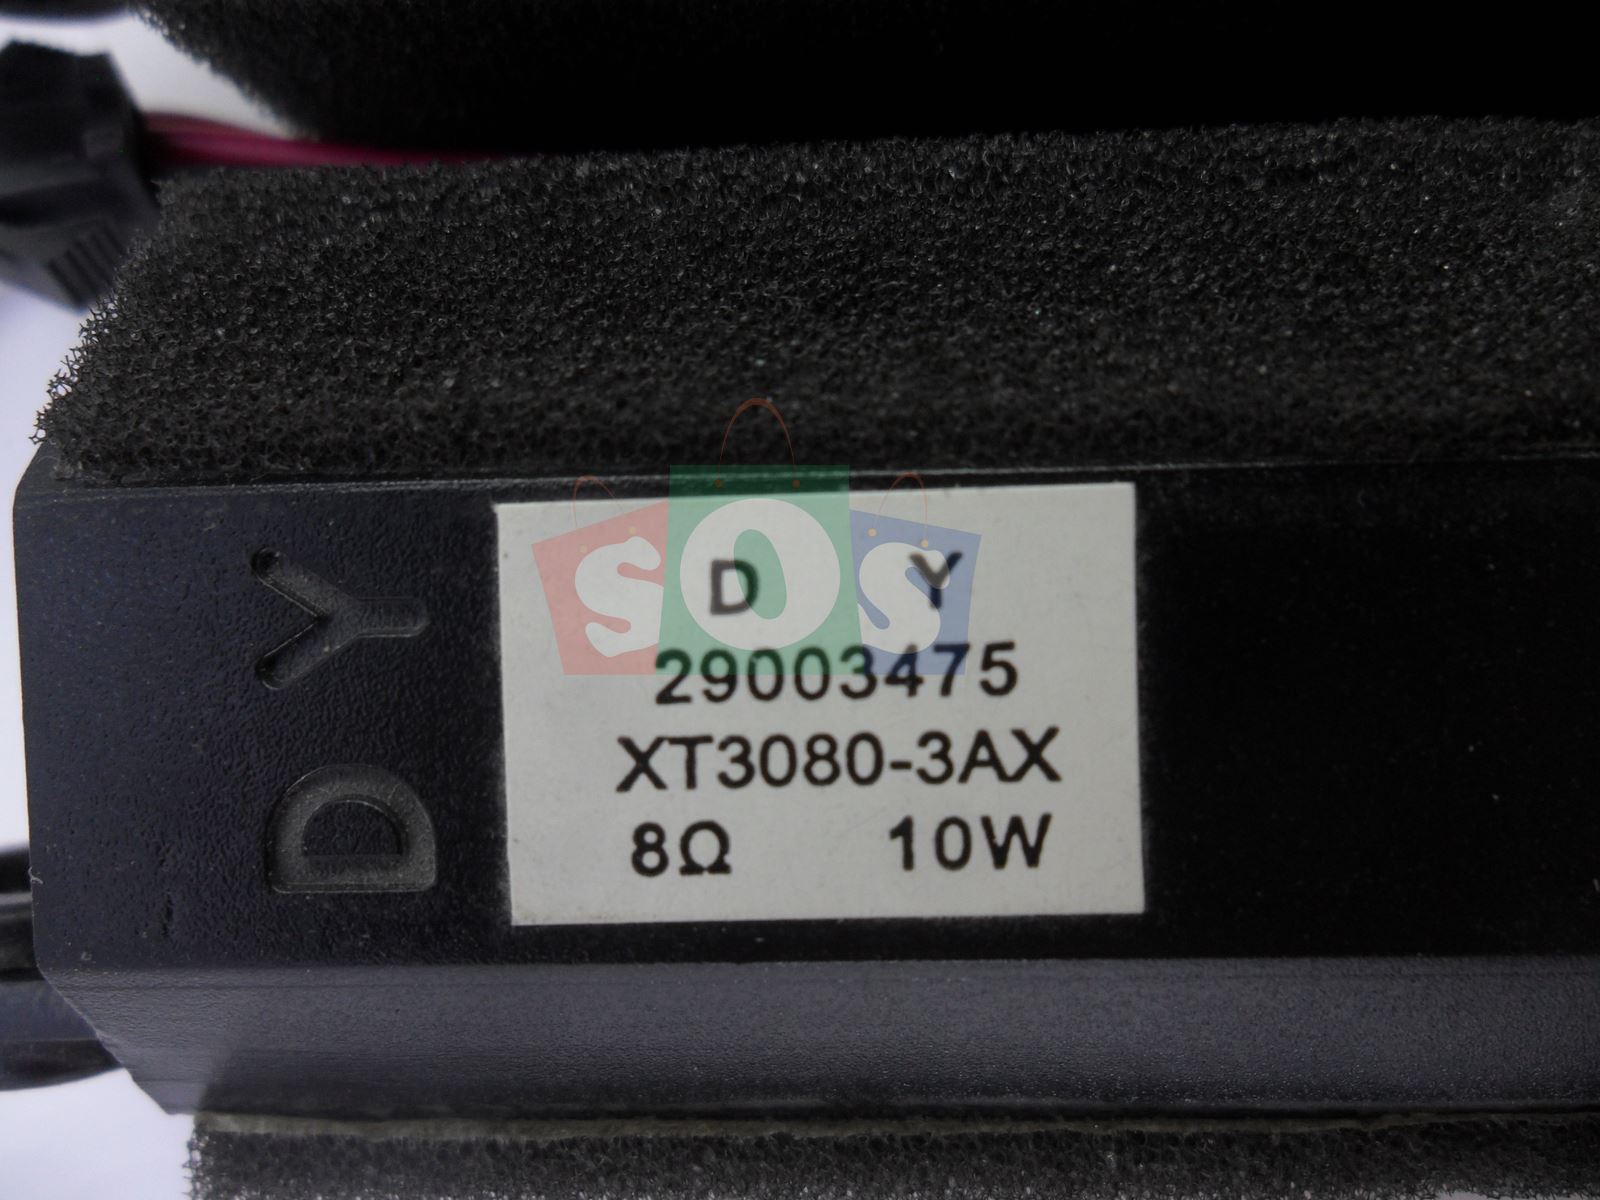 D Y
29003475
XT3080-3AX
8Ω 10W
D Y
SOS